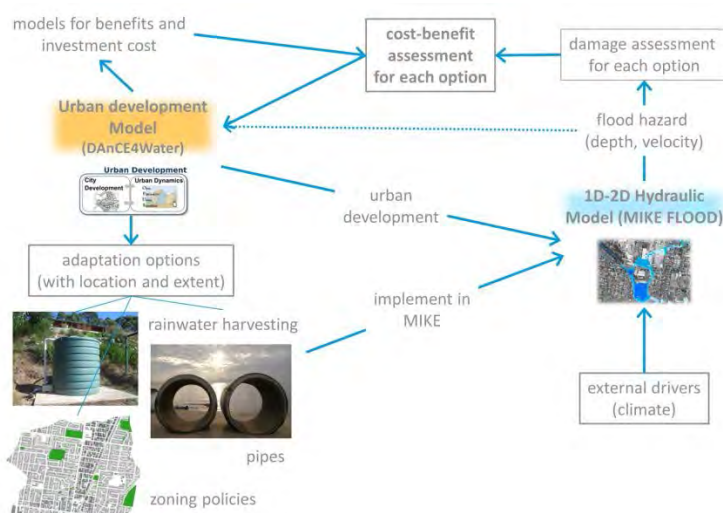 models for benefits and
investment cost
cost-benefit
assessment
for each option
damage assessment
for each option
Urban development
Model
(DAnCE4Water)
flood hazard
(depth, velocity)
Urban Development
City
Development
Urban Dynamics
urban
development
1D-2D Hydraulic
Model (MIKE FLOOD)
adaptation options
(with location and extent)
rainwater harvesting
implement in
MIKE
external drivers
(climate)
pipes
zoning policies